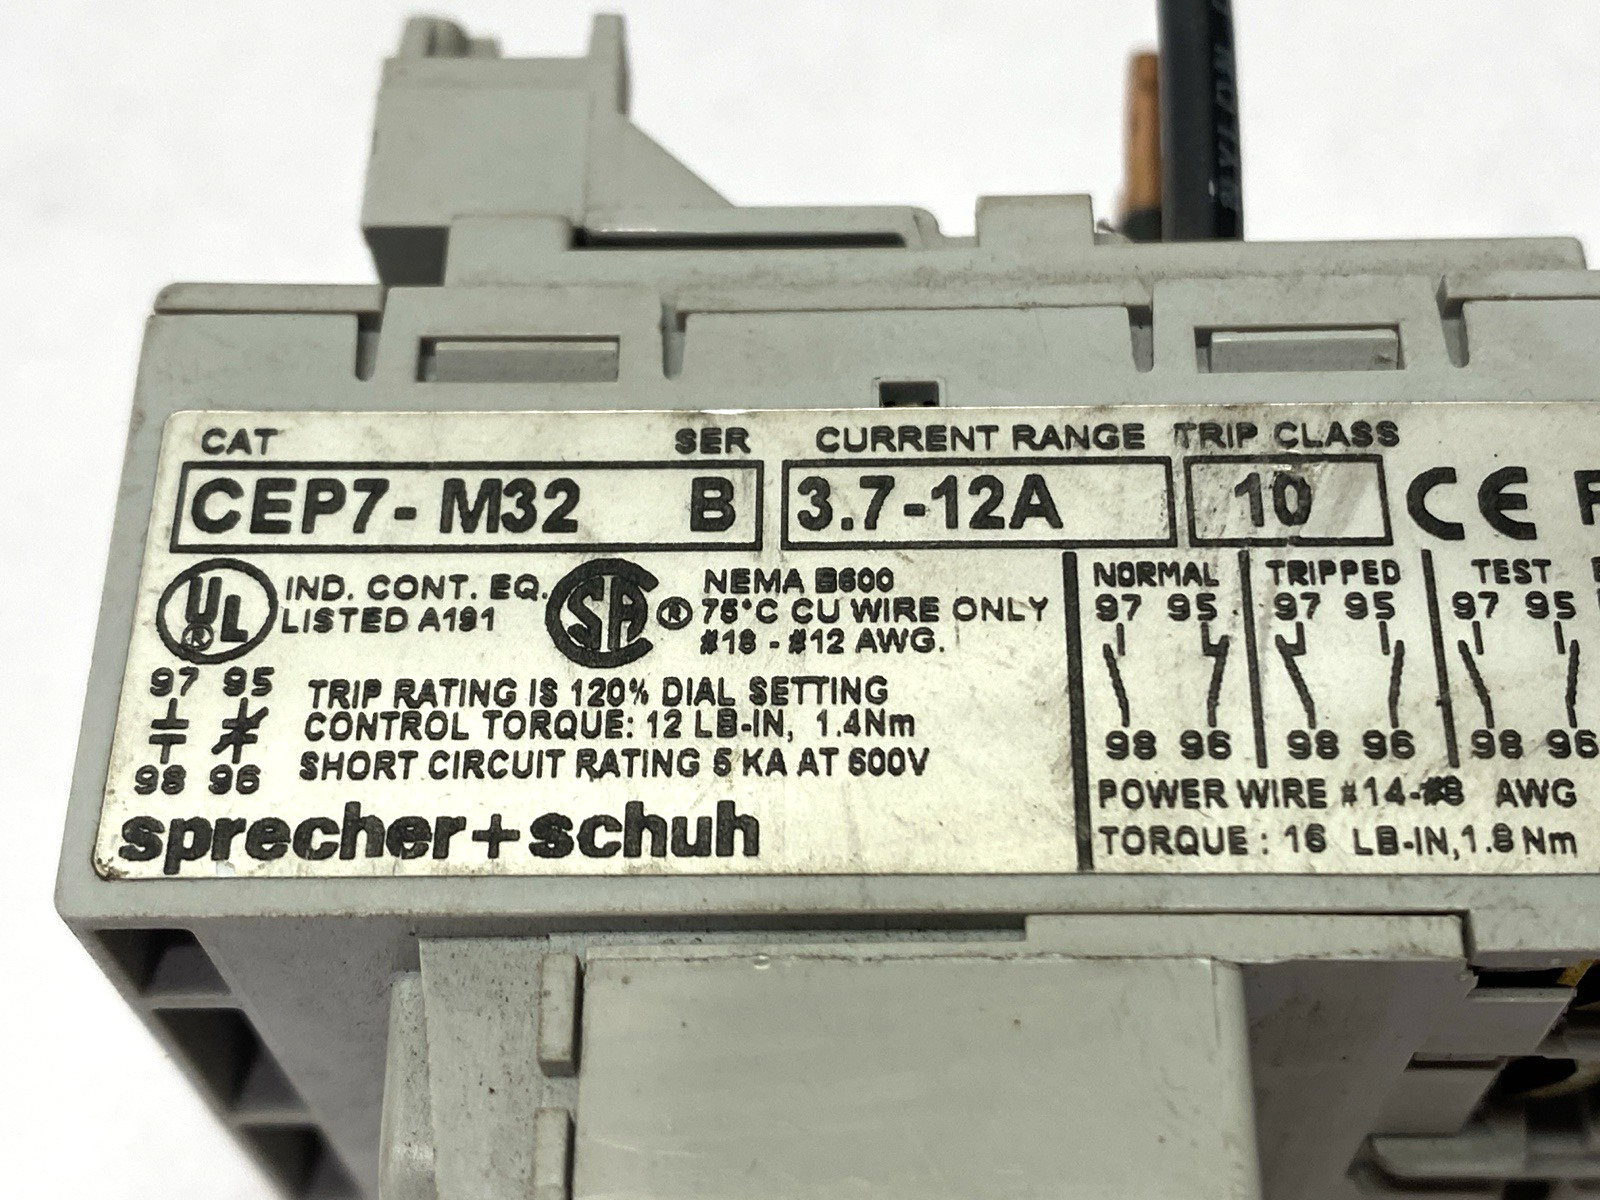 CAT SER CURRENT RANGE TRIP CLASS
CEP7-M32 B 3.7-12A 10 CE
UL® IND. CONT. EQ.
LISTED A191
SA® NEMA B600
75°C CU WIRE ONLY
#18 - #12 AWG.
97 95
98 96
TRIP RATING IS 120% DIAL SETTING
CONTROL TORQUE: 12 LB-IN, 1.4Nm
SHORT CIRCUIT RATING 5 KA AT 600V
sprecher+schuh
NORMAL TRIPPED TEST
97 95 97 95 97 95
98 96 98 96 98 96
POWER WIRE #14-#8 AWG
TORQUE: 16 LB-IN, 1.8 Nm